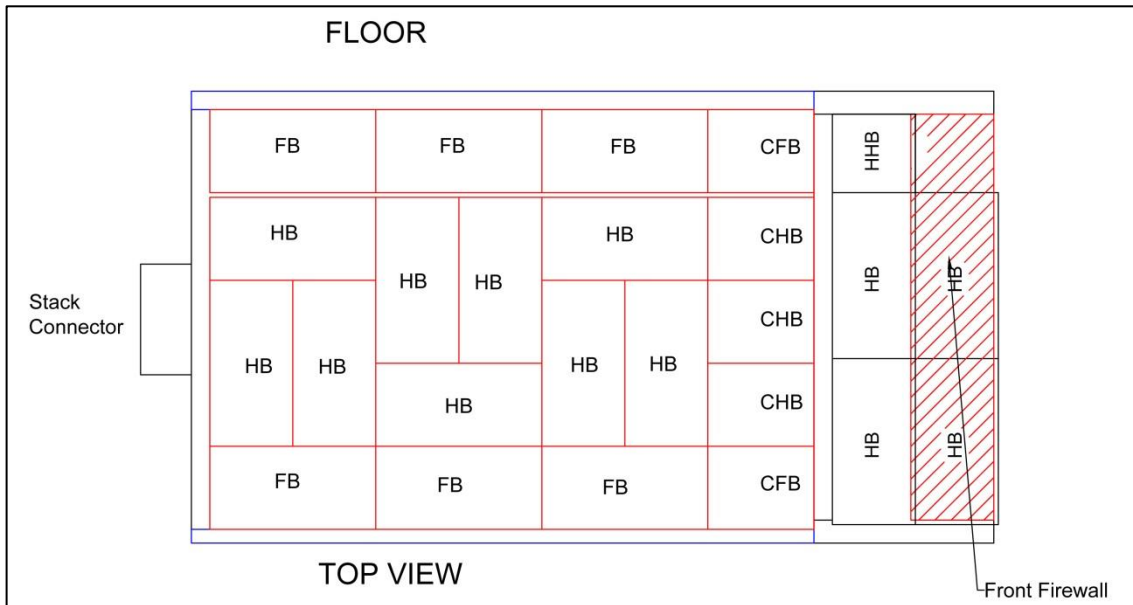 FLOOR
FB FB FB CFB HHB
HB HB CHB
HB HB
HB HB
CHB
Stack
Connector
HB HB HB HB
HB CHB
FB FB FB CFB HB HB
TOP VIEW
Front Firewall